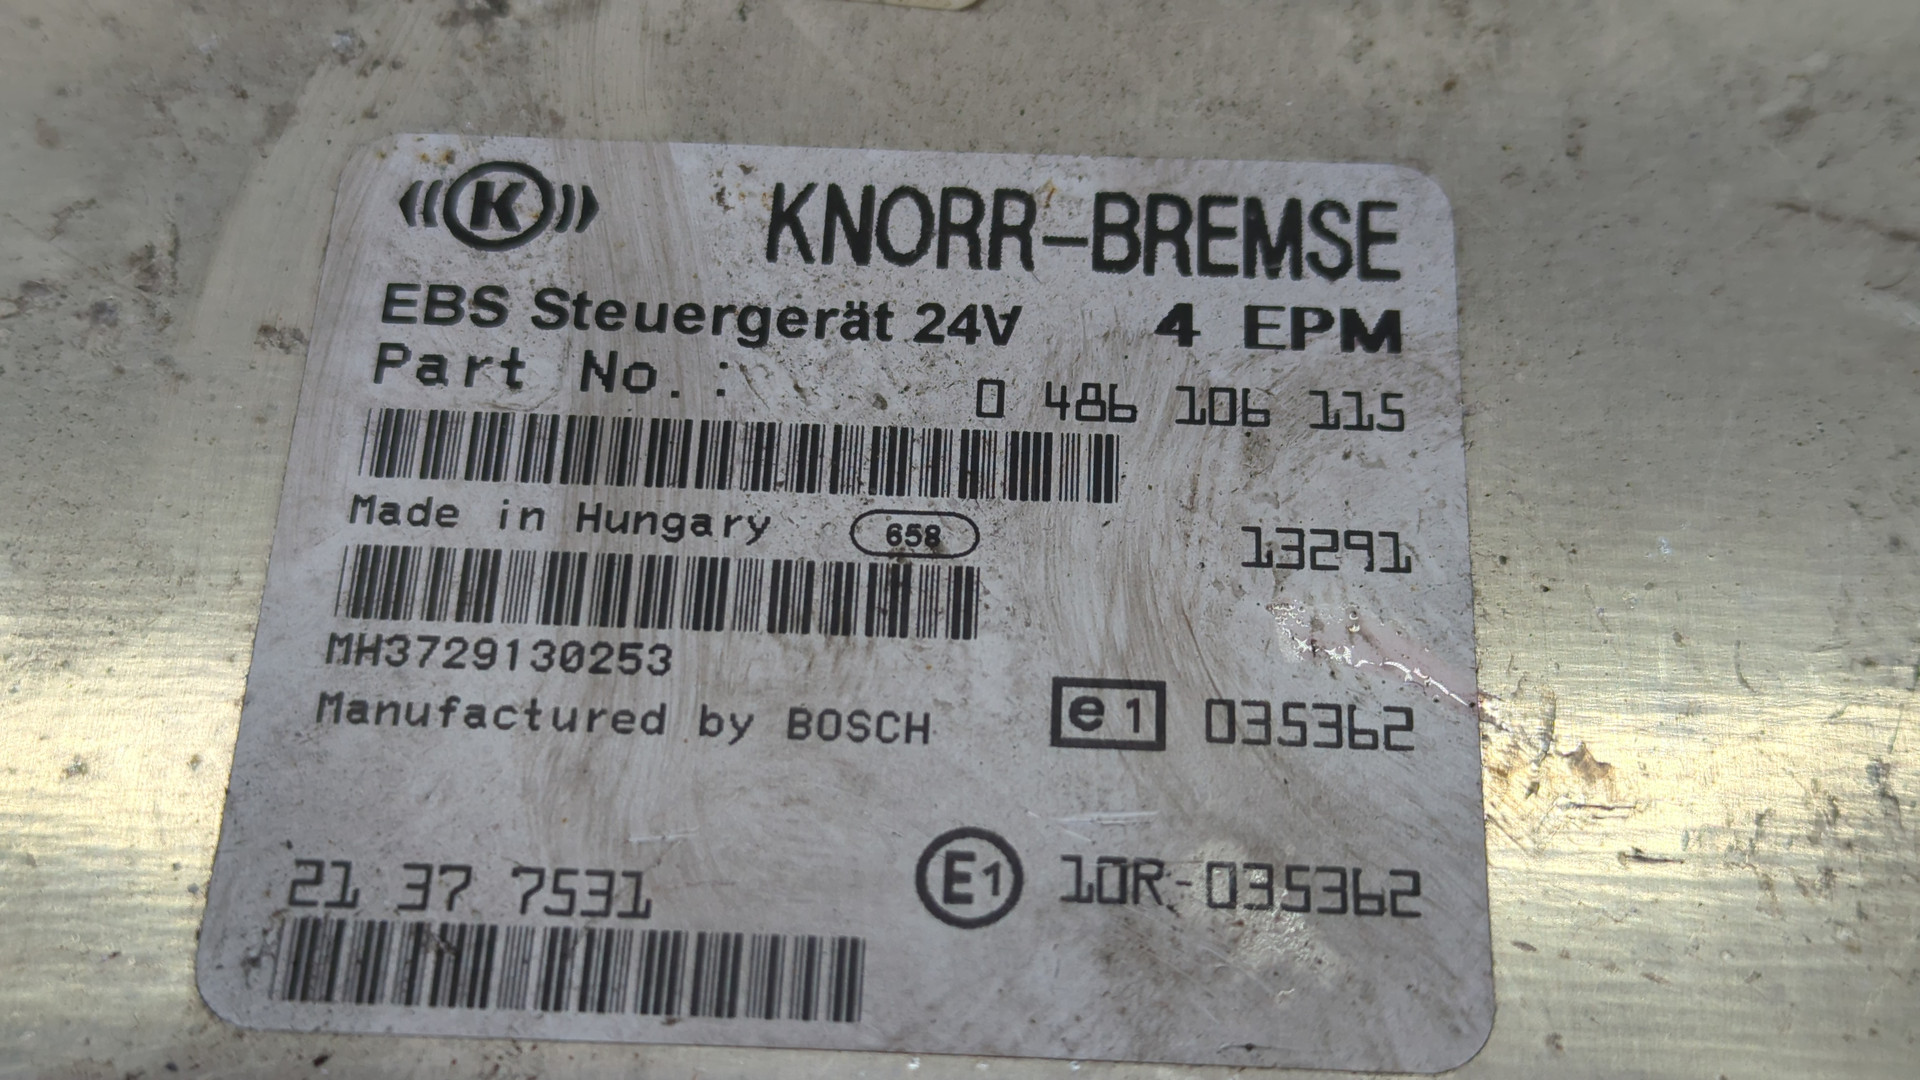 K KNORR-BREMSE
EBS Steuergerät 24V 4 EPM
Part No.: 0 486 106 115
Made in Hungary 658 13291
MH3729130253
Manufactured by BOSCH e1 035362
21 37 7531 E1 10R-035362